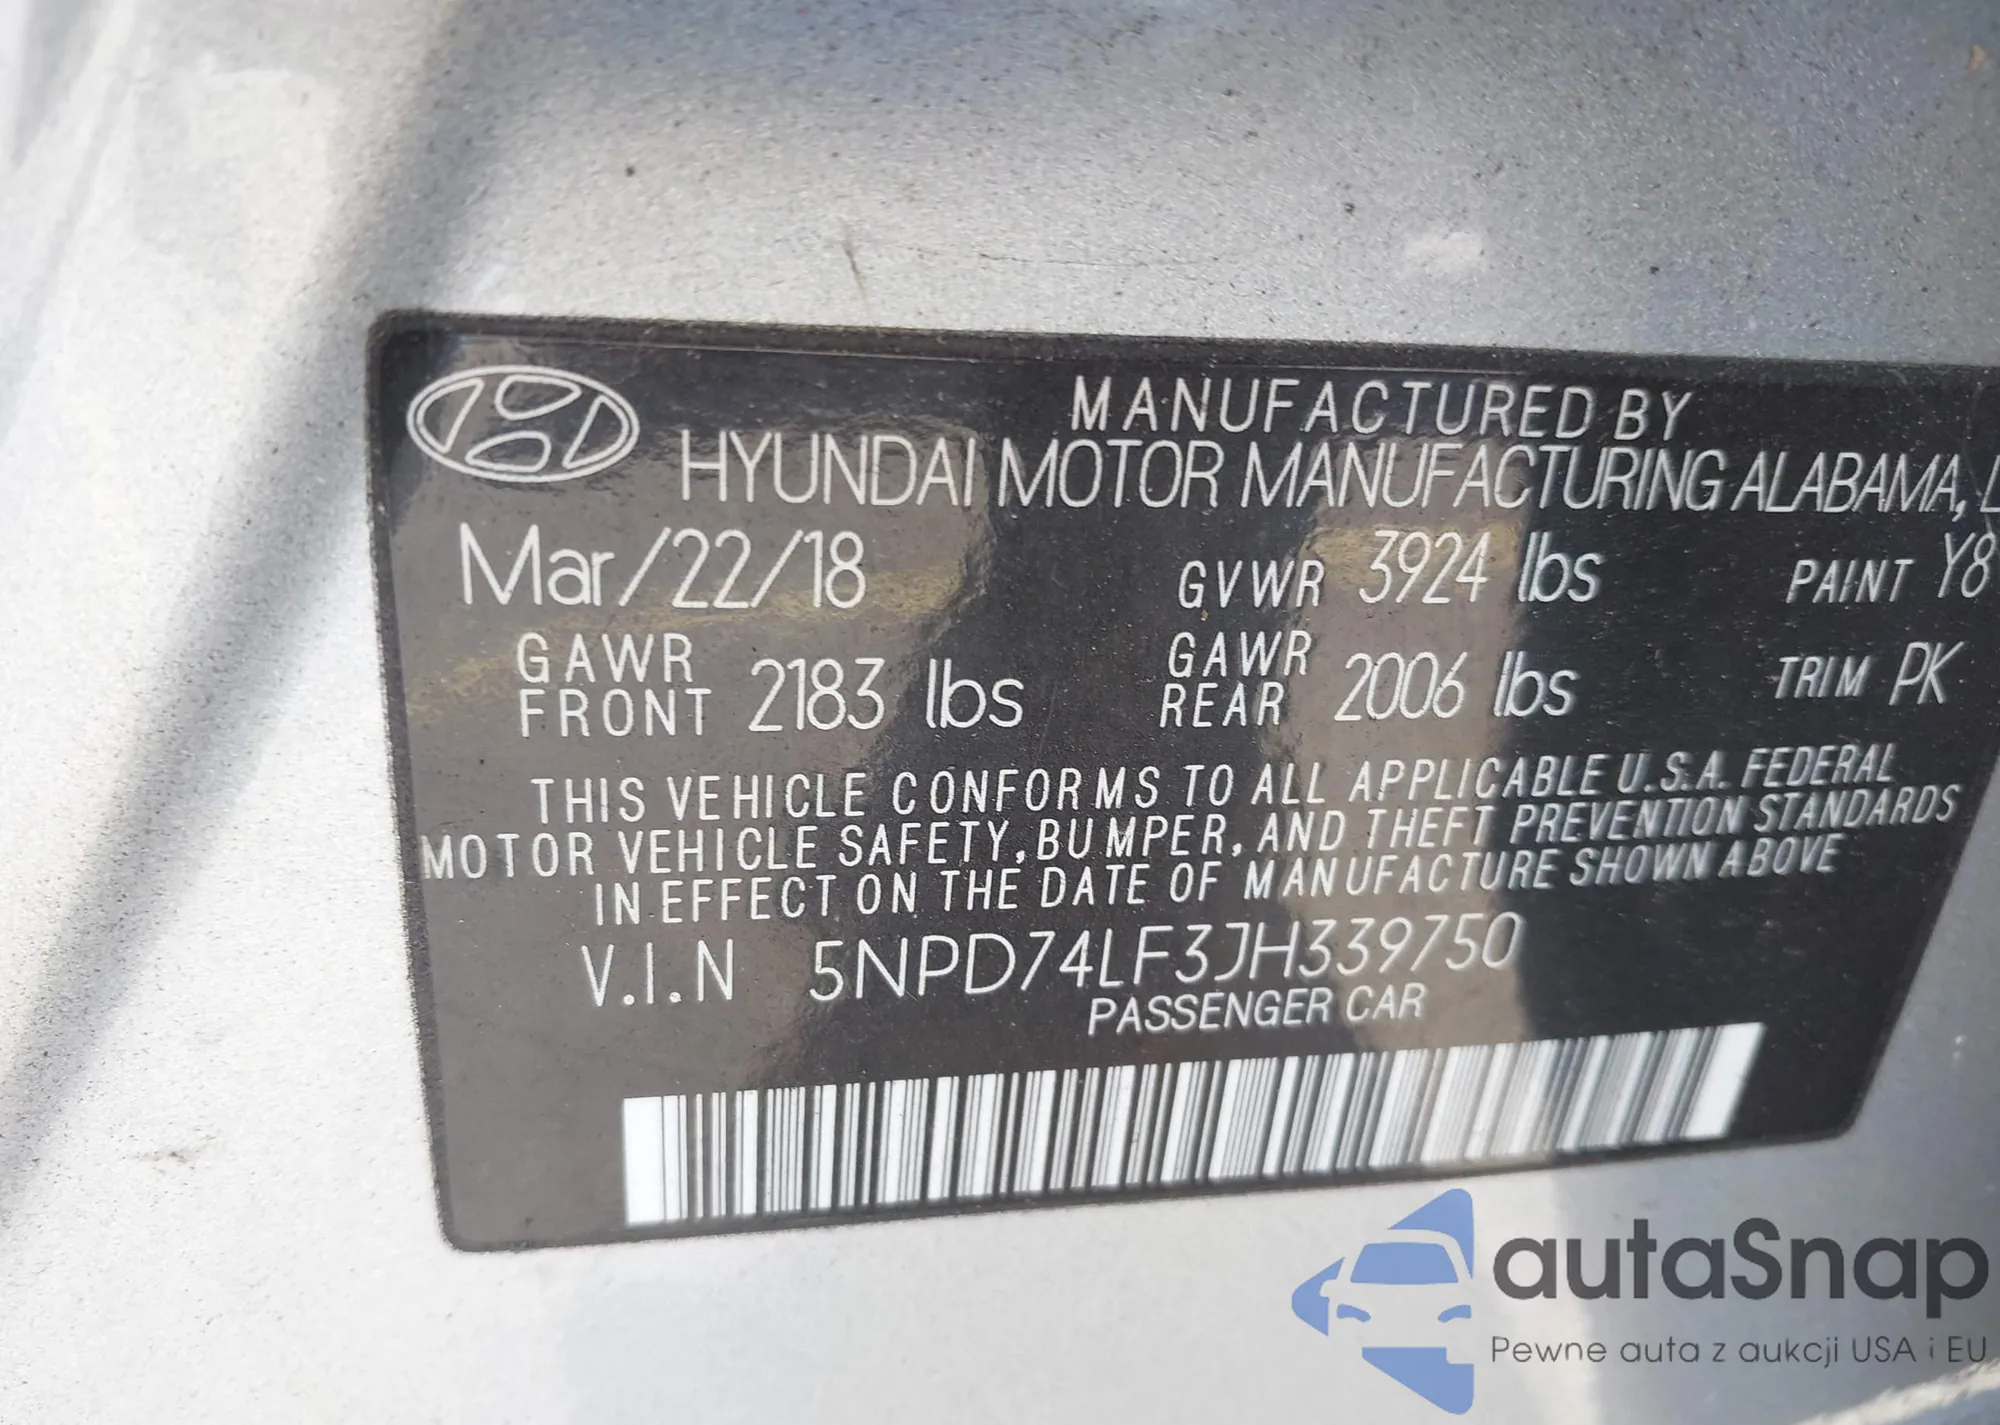 MANUFACTURED BY
HYUNDAI MOTOR MANUFACTURING ALABAMA,
Mar/22/18 GVWR 3924 lbs PAINT Y8
GAWR FRONT 2183 lbs GAWR REAR 2006 lbs TRIM PK
THIS VEHICLE CONFORMS TO ALL APPLICABLE U.S.A. FEDERAL
MOTOR VEHICLE SAFETY, BUMPER, AND THEFT PREVENTION STANDARDS
IN EFFECT ON THE DATE OF MANUFACTURE SHOWN ABOVE
V.I.N 5NPD74LF3JH339750
PASSENGER CAR
autaSnap
Pewne auta z aukcji USA i EU